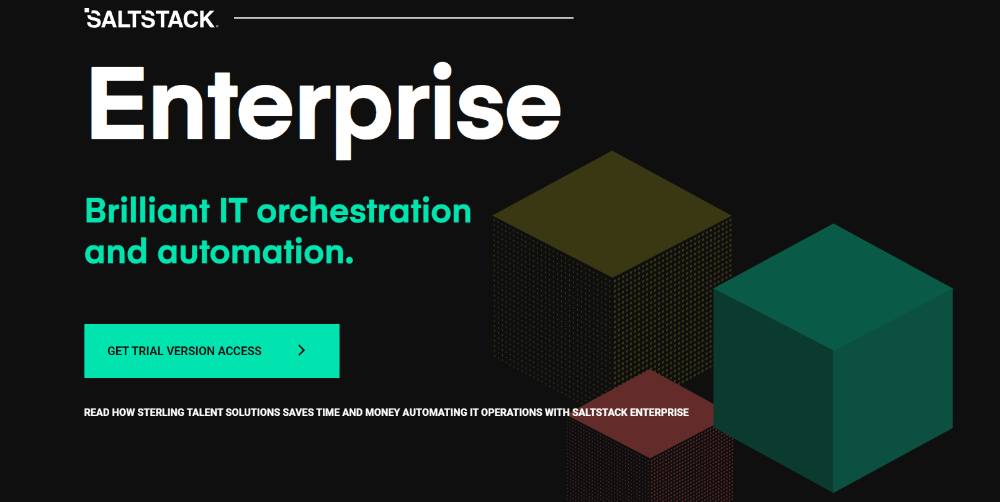 SALTSTACK
Enterprise
Brilliant IT orchestration
and automation.
GET TRIAL VERSION ACCESS
READ HOW STERLING TALENT SOLUTIONS SAVES TIME AND MONEY AUTOMATING IT OPERATIONS WITH SALTSTACK ENTERPRISE